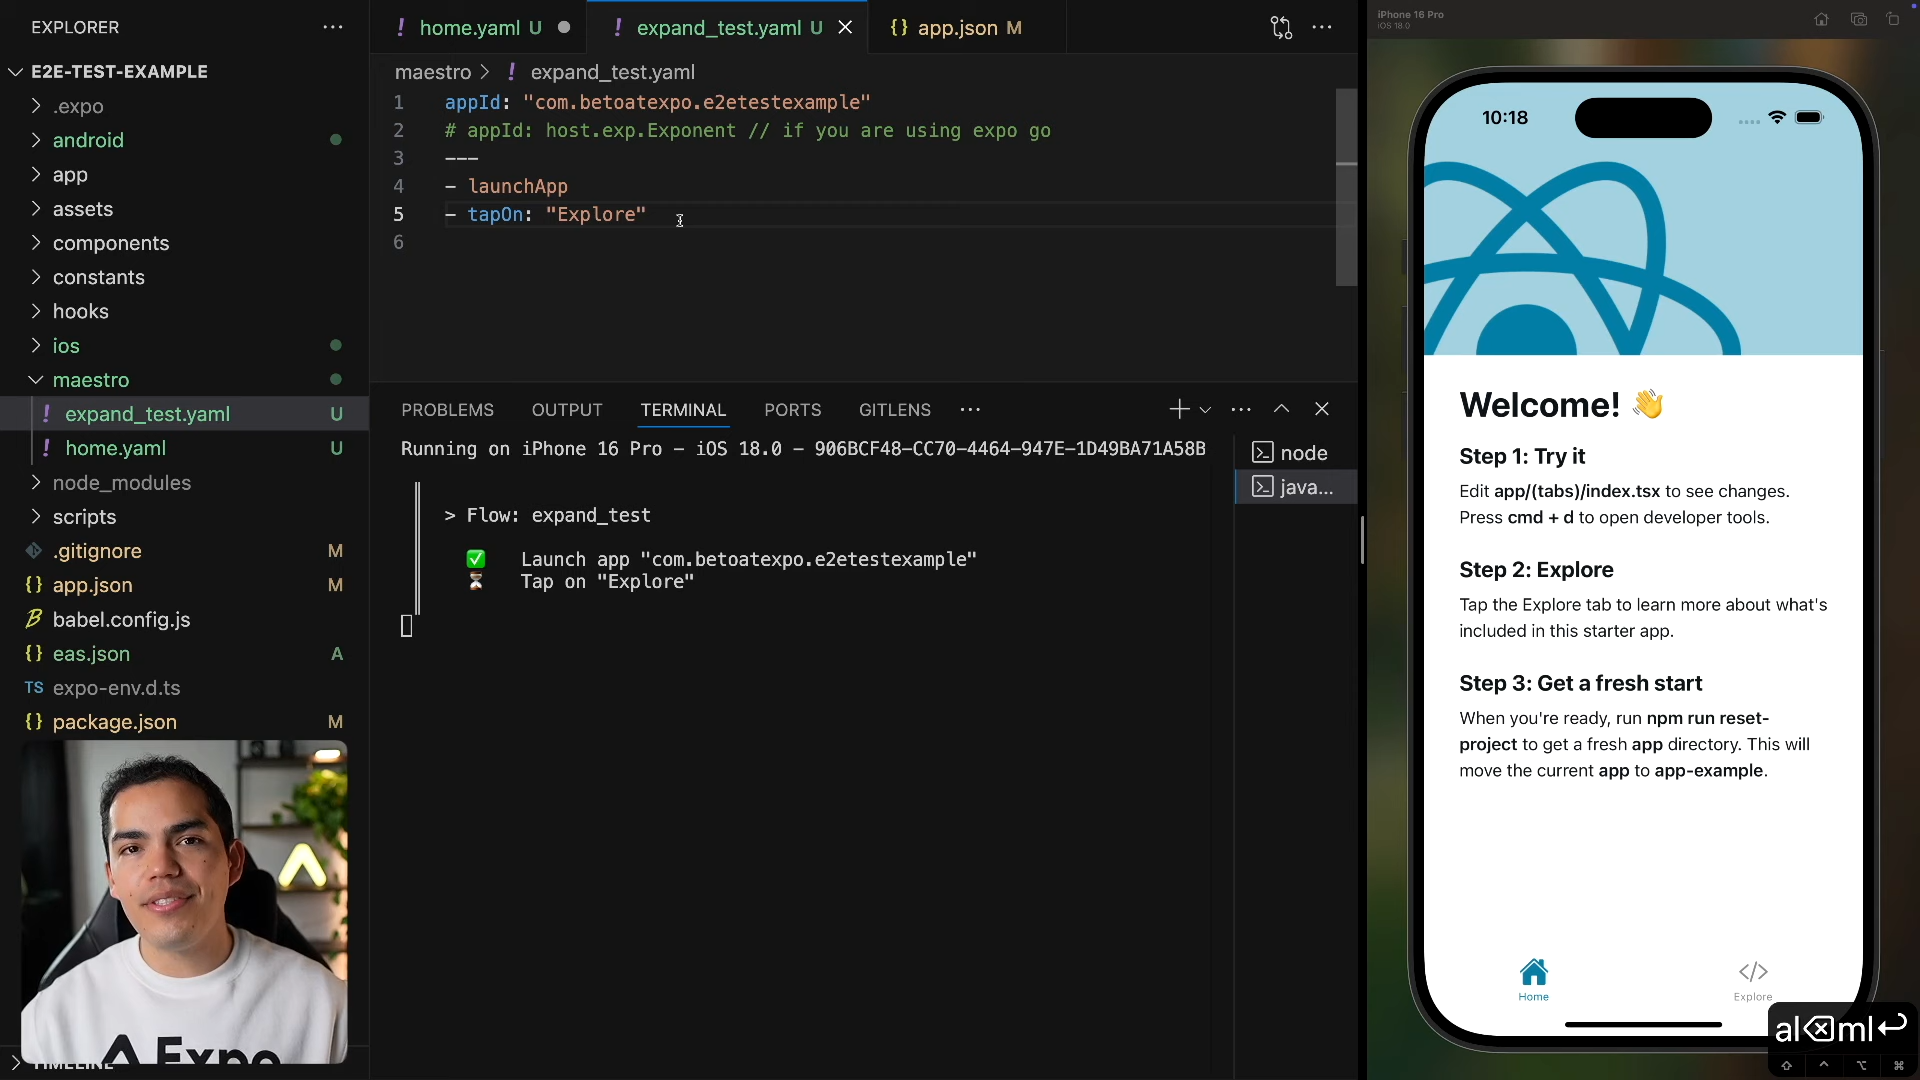 EXPLORER
E2E-TEST-EXAMPLE
.expo
android
app
assets
components
constants
hooks
ios
maestro
! expand_test.yaml U
! home.yaml U
node_modules
scripts
.gitignore M
{} app.json M
babel.config.js
{} eas.json A
TS expo-env.d.ts
{} package.json M
Expo
TIMELINE
! home.yaml U
! expand_test.yaml U
{} app.json M
maestro > ! expand_test.yaml
1 appId: "com.betoatexpo.e2etestexample"
2 # appId: host.exp.Exponent // if you are using expo go
3 ---
4 - launchApp
5 - tapOn: "Explore"
6
PROBLEMS OUTPUT TERMINAL PORTS GITLENS
Running on iPhone 16 Pro - iOS 18.0 - 906BCF48-CC70-4464-947E-1D49BA71A58B
> Flow: expand_test
✅ Launch app "com.betoatexpo.e2etestexample"
⏳ Tap on "Explore"
node
java...
iPhone 16 Pro
iOS 18.0
10:18
Welcome! 👋
Step 1: Try it
Edit app/(tabs)/index.tsx to see changes.
Press cmd + d to open developer tools.
Step 2: Explore
Tap the Explore tab to learn more about what's
included in this starter app.
Step 3: Get a fresh start
When you're ready, run npm run reset-
project to get a fresh app directory. This will
move the current app to app-example.
Home
Explore
al⌫ml↩
⇧ ⌃ ⌥ ⌘